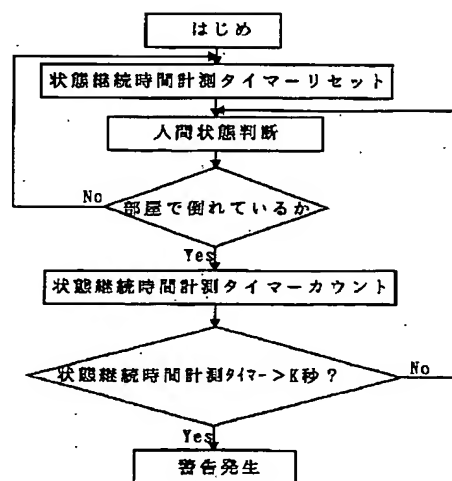 はじめ
状態継続時間計測タイマーリセット
人間状態判断
No
部屋で倒れているか
Yes
状態継続時間計測タイマーカウント
状態継続時間計測タイマー>K秒?
No
Yes
警告発生